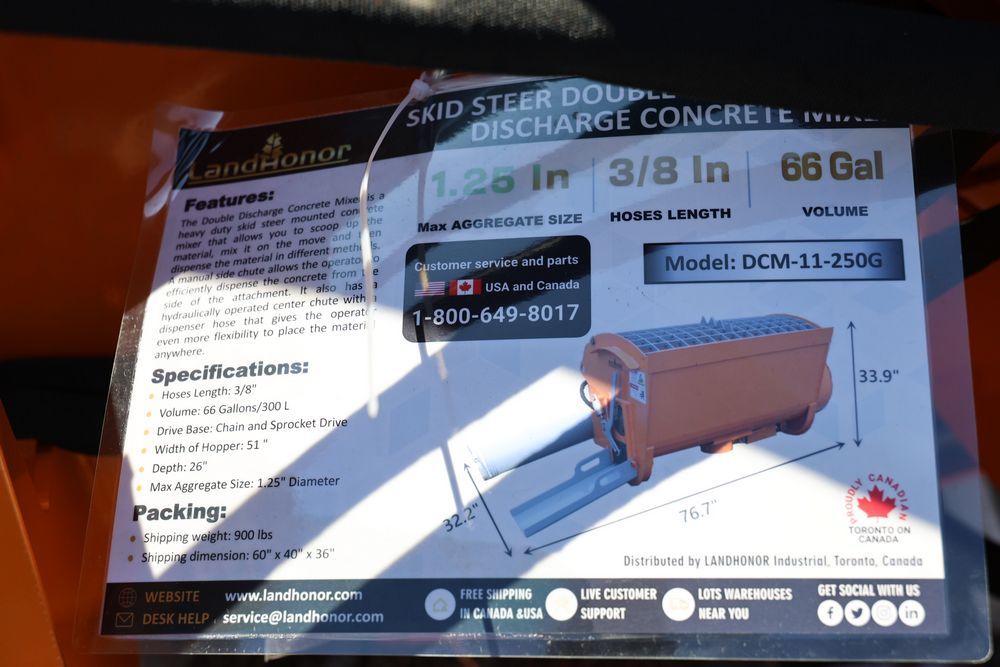 SKID STEER DOUBLE
DISCHARGE CONCRETE MIXER
LandHonor
1.25 In
3/8 In
66 Gal
Max AGGREGATE SIZE
HOSES LENGTH
VOLUME
Features:
The Double Discharge Concrete Mixer is a
heavy duty skid steer mounted concrete
mixer that allows you to scoop up the
material, mix it on the move and then
dispense the material in different methods.
A manual side chute allows the operator to
efficiently dispense the concrete from the
side of the attachment. It also has a
hydraulically operated center chute with a
dispenser hose that gives the operator
even more flexibility to place the material
anywhere.
Customer service and parts
USA and Canada
1-800-649-8017
Model: DCM-11-250G
Specifications:
Hoses Length: 3/8"
Volume: 66 Gallons/300 L
Drive Base: Chain and Sprocket Drive
Width of Hopper: 51 "
Depth: 26"
Max Aggregate Size: 1.25" Diameter
Packing:
Shipping weight: 900 lbs
Shipping dimension: 60" x 40" x 36"
33.9"
32.2"
76.7"
PROUDLY CANADIAN
TORONTO ON
CANADA
Distributed by LANDHONOR Industrial, Toronto, Canada
WEBSITE www.landhonor.com
DESK HELP service@landhonor.com
FREE SHIPPING
IN CANADA &USA
LIVE CUSTOMER
SUPPORT
LOTS WAREHOUSES
NEAR YOU
GET SOCIAL WITH US